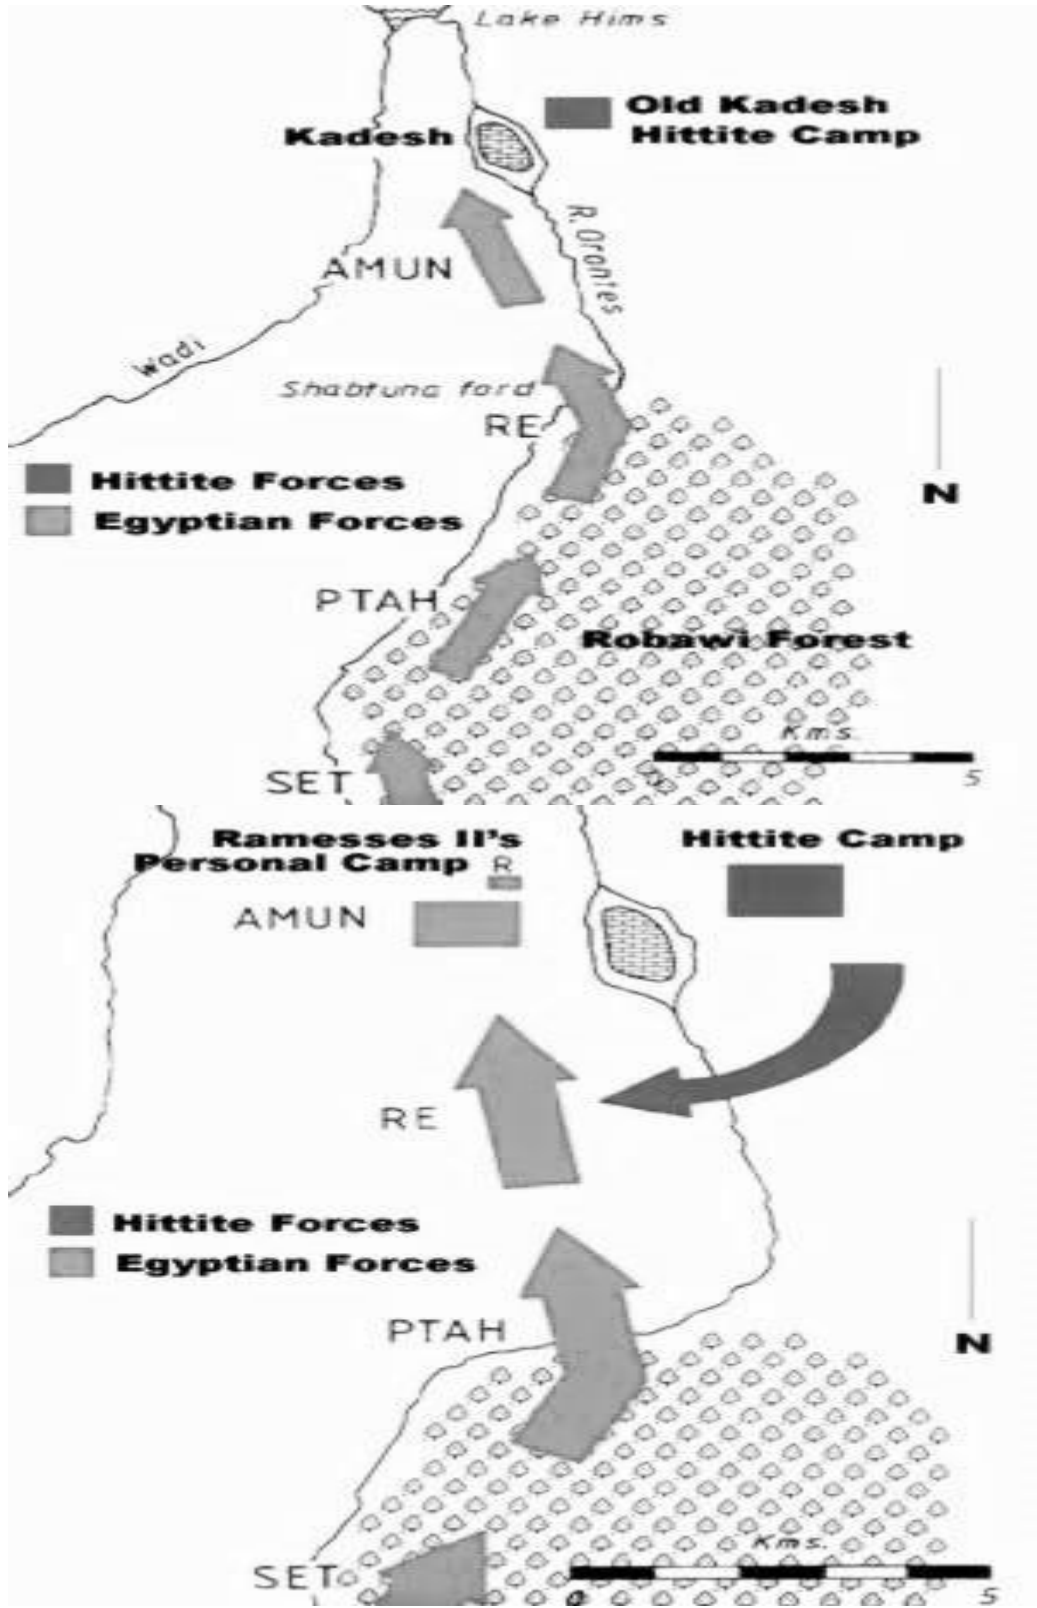 Lake Hims
Old Kadesh
Hittite Camp
Kadesh
R. Orontes
AMUN
Wadi
Shabtuna ford
RE
Hittite Forces
Egyptian Forces
N
PTAH
Robawi Forest
Kms.
0
5
SET
Ramesses II's
Personal Camp R
Hittite Camp
AMUN
RE
Hittite Forces
Egyptian Forces
PTAH
N
SET
Kms.
0
5